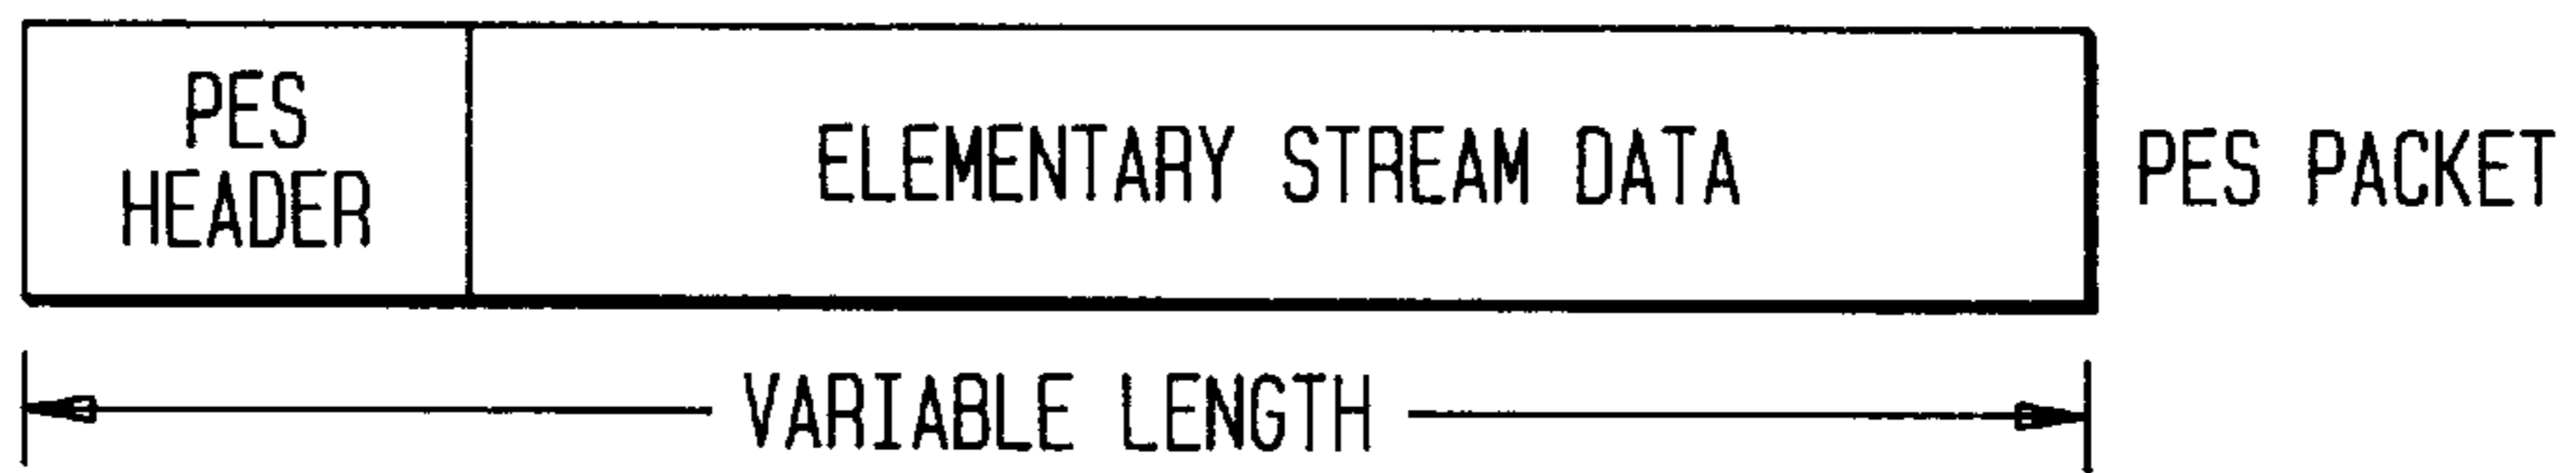 PES
HEADER
ELEMENTARY STREAM DATA
PES PACKET
VARIABLE LENGTH